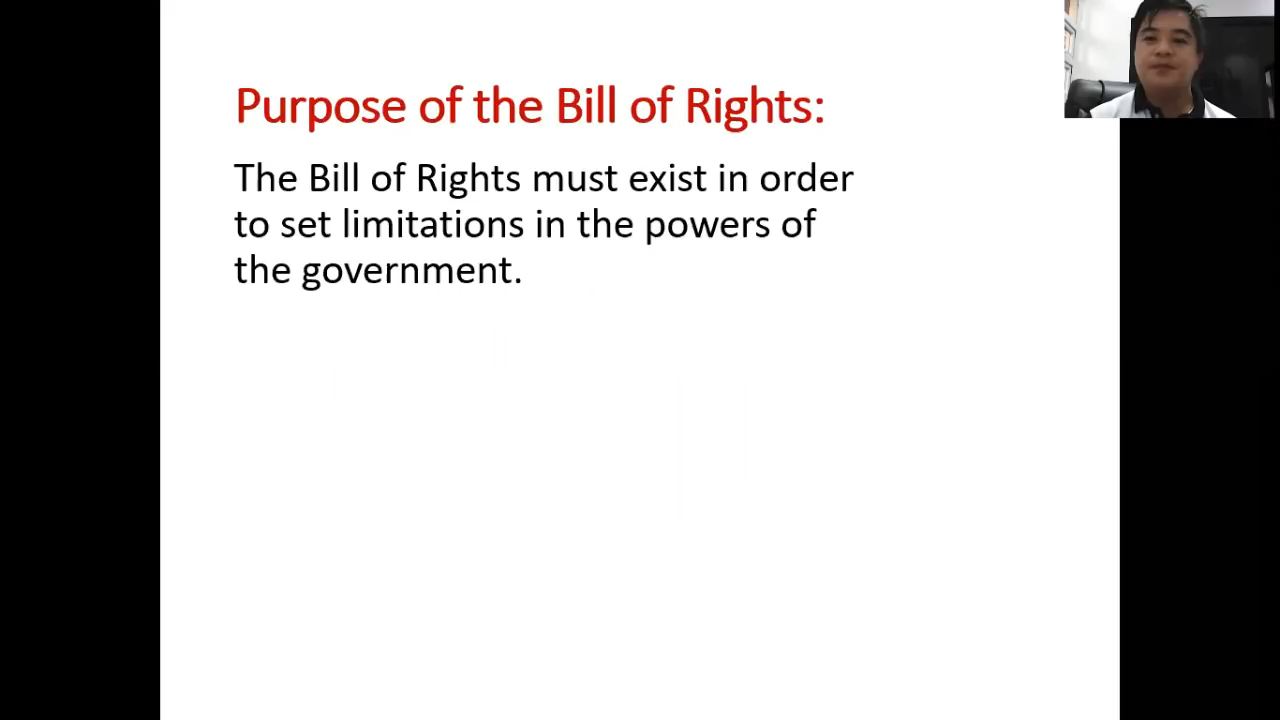 Purpose of the Bill of Rights:
The Bill of Rights must exist in order
to set limitations in the powers of
the government.